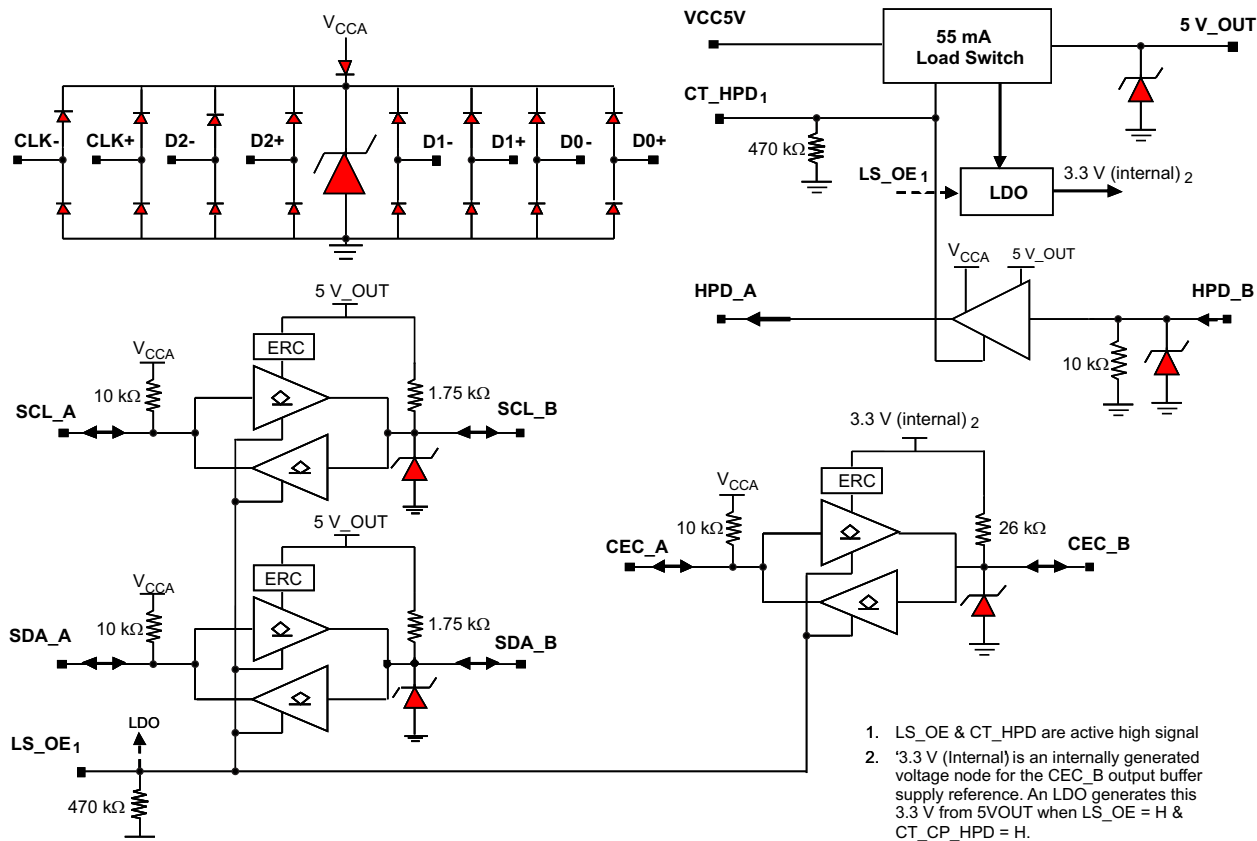 V_CCA
CLK-
CLK+
D2-
D2+
D1-
D1+
D0-
D0+
VCC5V
55 mA
Load Switch
5 V_OUT
CT_HPD1
470 kΩ
LS_OE1
LDO
3.3 V (internal) 2
VCCA
5 V_OUT
HPD_A
HPD_B
10 kΩ
5 V_OUT
ERC
VCCA
10 kΩ
1.75 kΩ
SCL_A
SCL_B
5 V_OUT
ERC
VCCA
10 kΩ
1.75 kΩ
SDA_A
SDA_B
3.3 V (internal) 2
ERC
VCCA
10 kΩ
26 kΩ
CEC_A
CEC_B
LDO
LS_OE1
470 kΩ
1. LS_OE & CT_HPD are active high signal
2. '3.3 V (Internal) is an internally generated
voltage node for the CEC_B output buffer
supply reference. An LDO generates this
3.3 V from 5VOUT when LS_OE = H &
CT_CP_HPD = H.